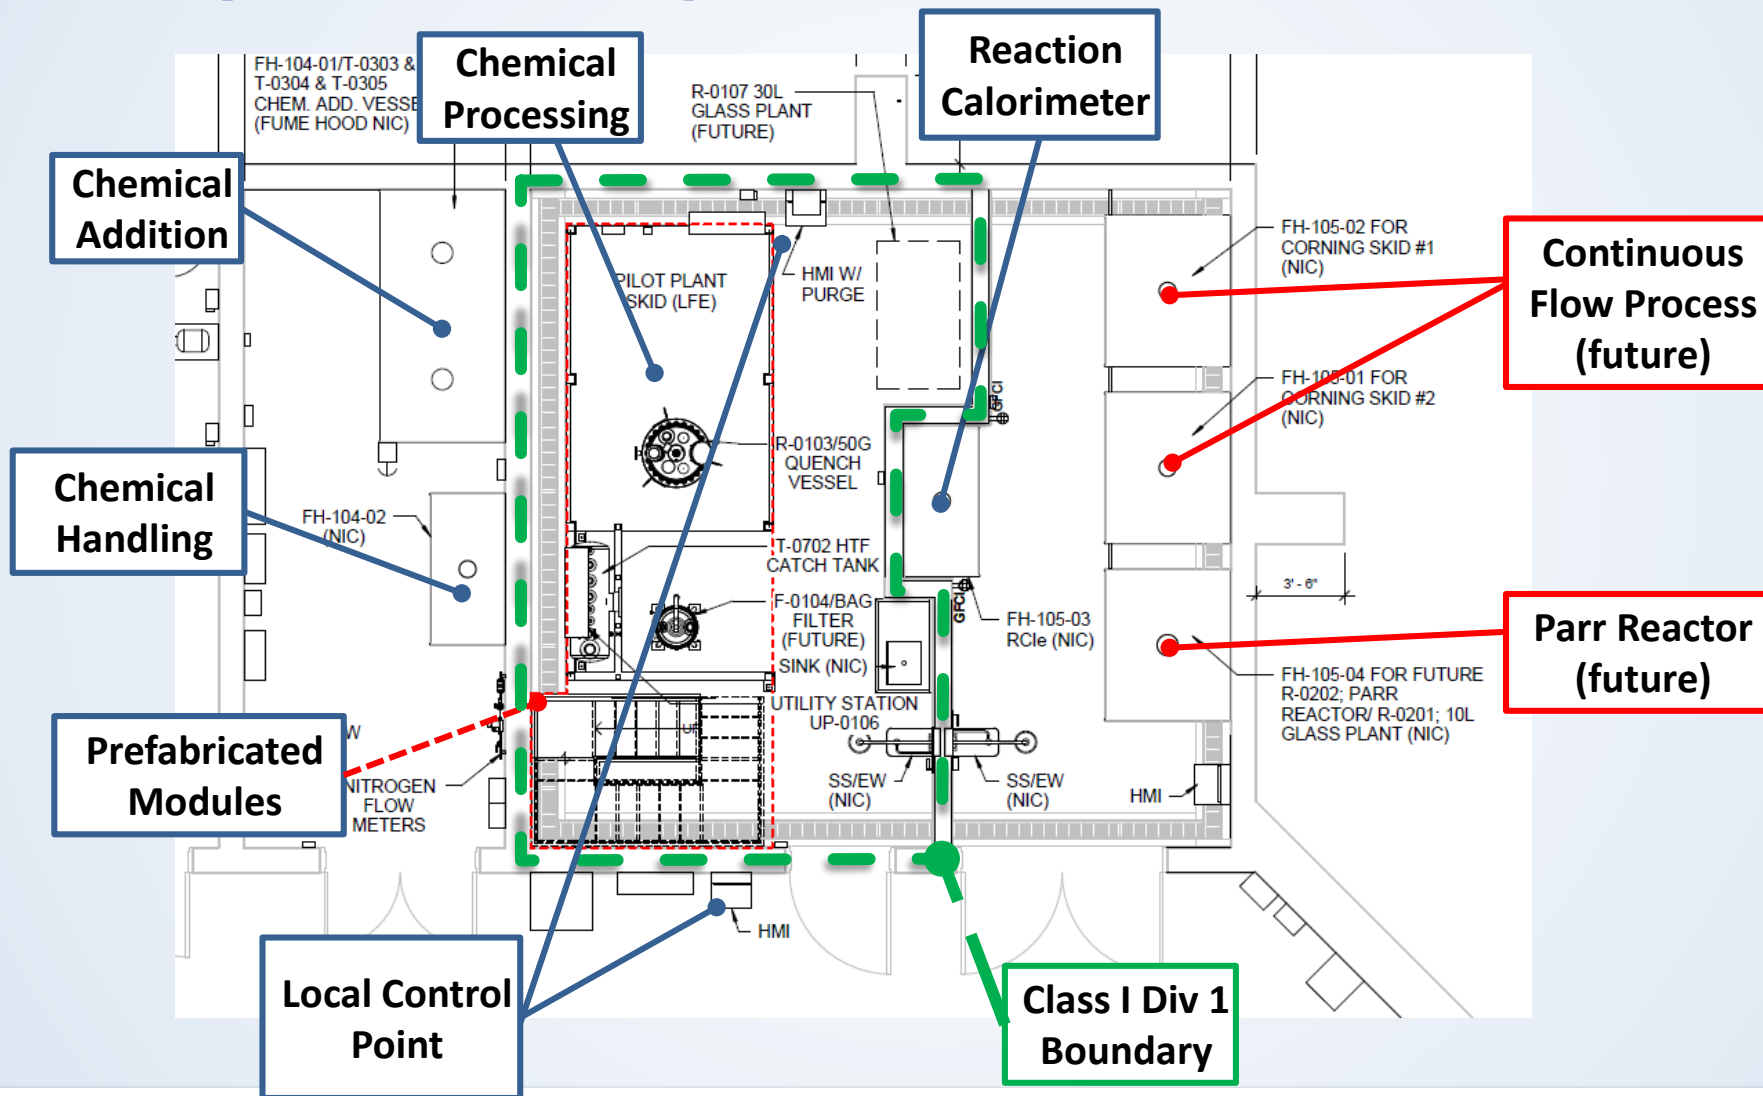 FH-104-01/T-0303 &
T-0304 & T-0305
CHEM. ADD. VESSE
(FUME HOOD NIC)
Chemical
Processing
R-0107 30L
GLASS PLANT
(FUTURE)
Reaction
Calorimeter
Chemical
Addition
PILOT PLANT
SKID (LFE)
HMI W/
PURGE
FH-105-02 FOR
CORNING SKID #1
(NIC)
Continuous
Flow Process
(future)
FH-105-01 FOR
CORNING SKID #2
(NIC)
GFCI
R-0103/50G
QUENCH
VESSEL
Chemical
Handling
FH-104-02
(NIC)
T-0702 HTF
CATCH TANK
F-0104/BAG
FILTER
(FUTURE)
SINK (NIC)
GFCI
FH-105-03
RCIe (NIC)
3' - 6"
Parr Reactor
(future)
FH-105-04 FOR FUTURE
R-0202; PARR
REACTOR/ R-0201; 10L
GLASS PLANT (NIC)
UTILITY STATION
UP-0106
UP
W
Prefabricated
Modules
NITROGEN
FLOW
METERS
SS/EW
(NIC)
SS/EW
(NIC)
HMI
HMI
Local Control
Point
Class I Div 1
Boundary